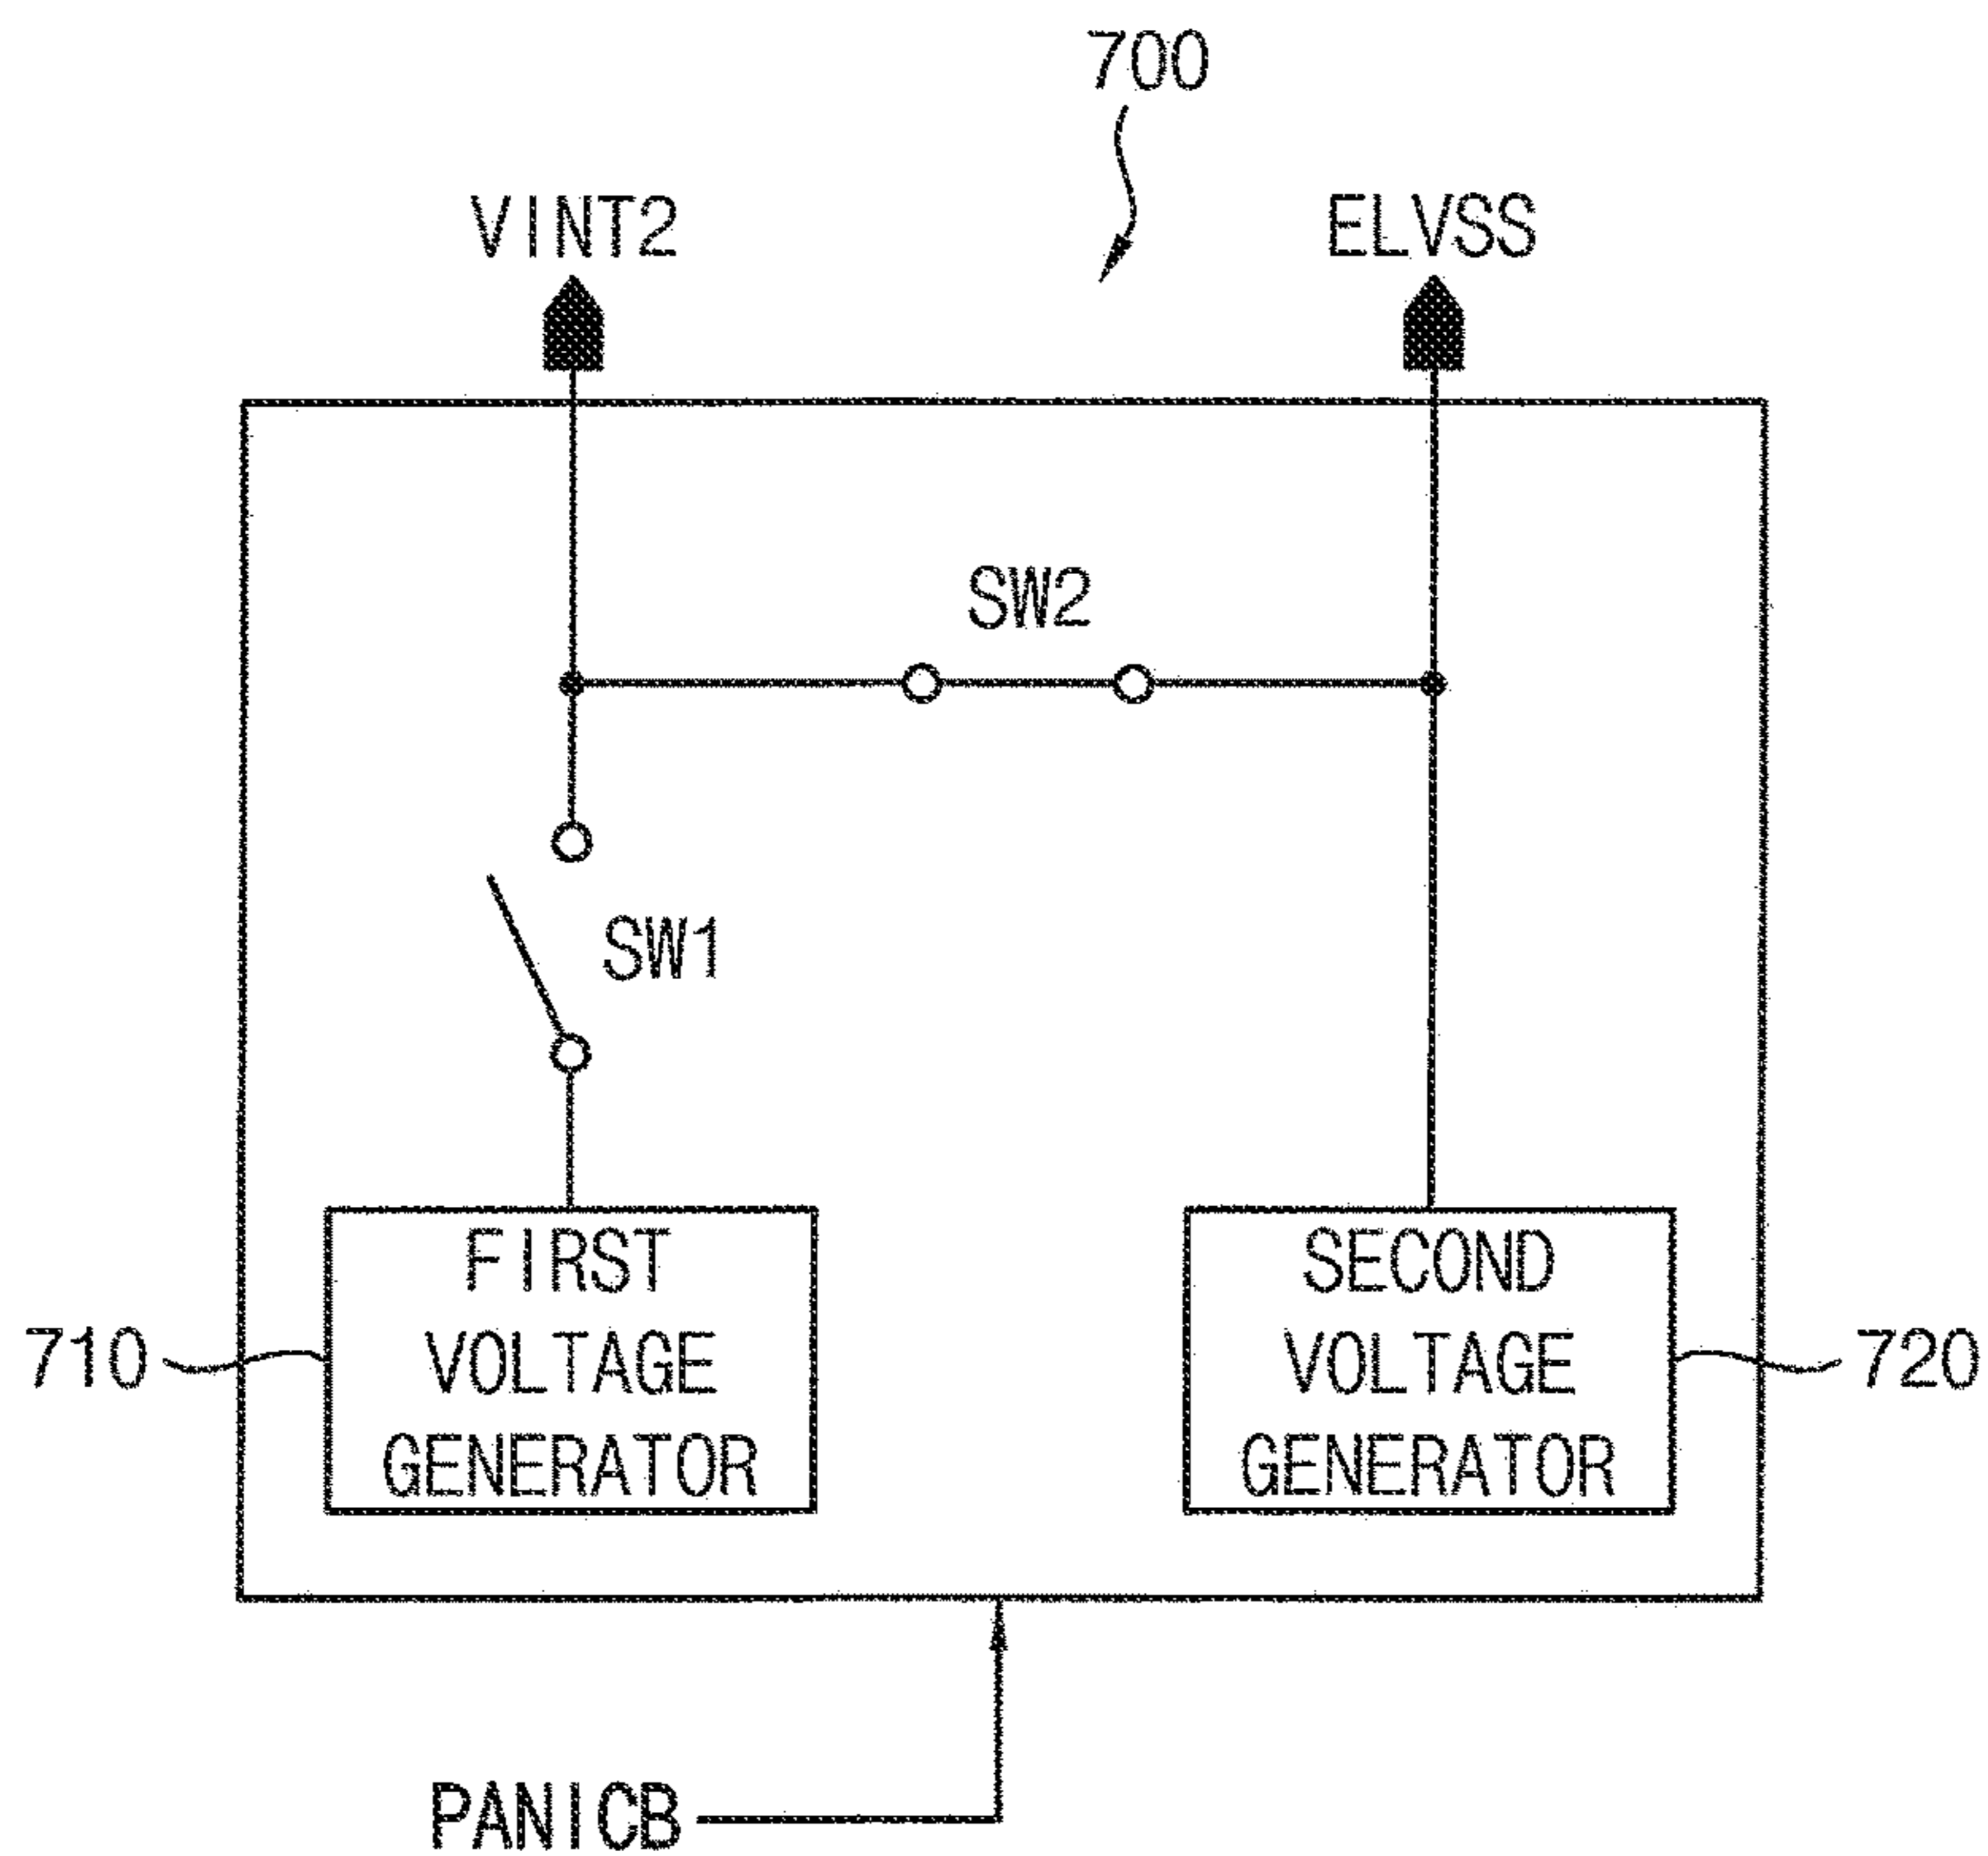 700
VINT2
ELVSS
SW2
SW1
FIRST
VOLTAGE
GENERATOR
SECOND
VOLTAGE
GENERATOR
710
720
PANICB